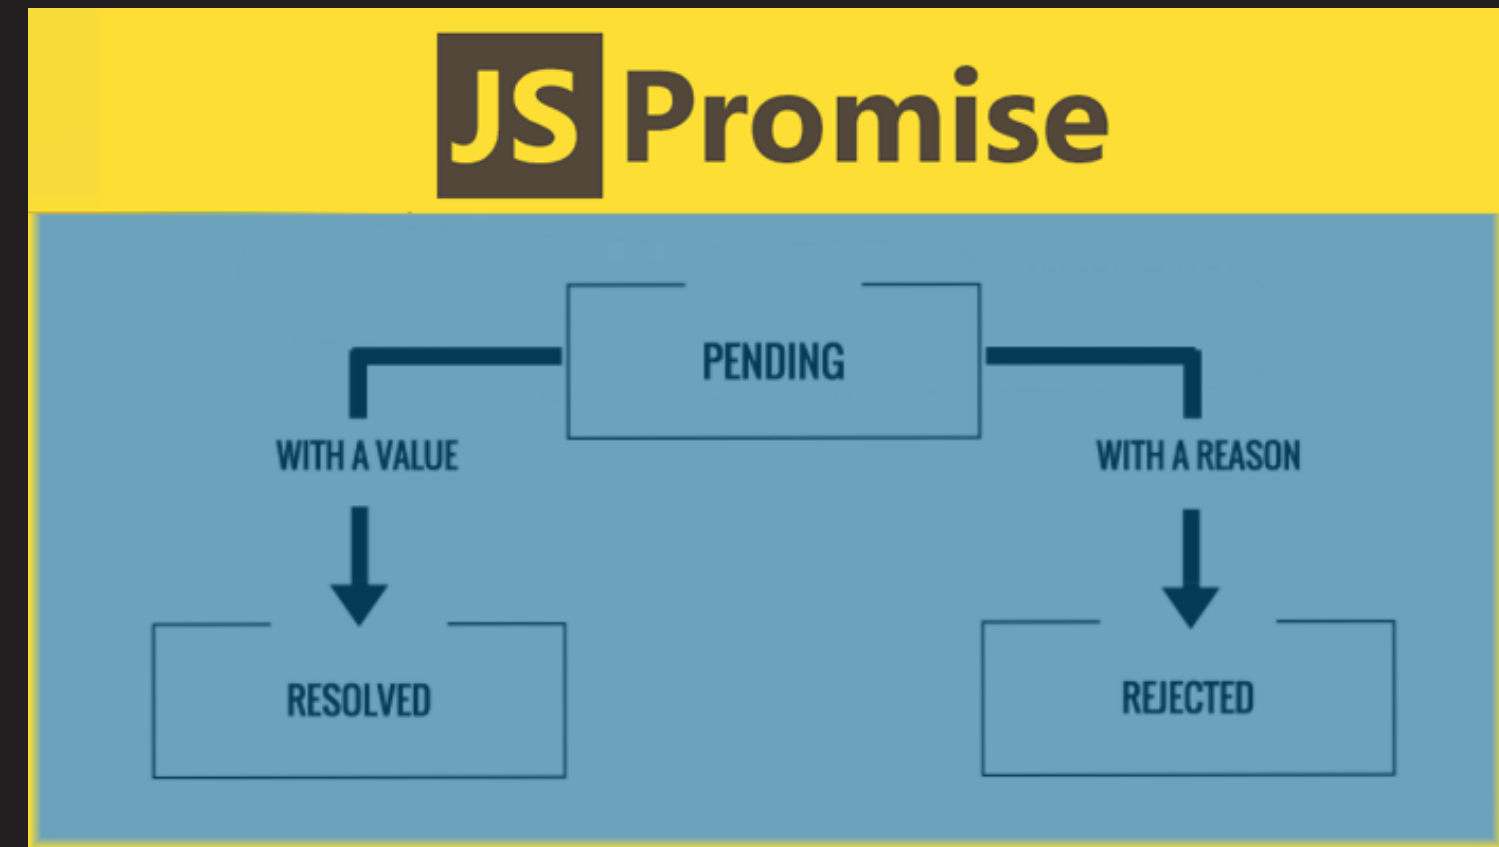 JS Promise
PENDING
WITH A VALUE
WITH A REASON
RESOLVED
REJECTED